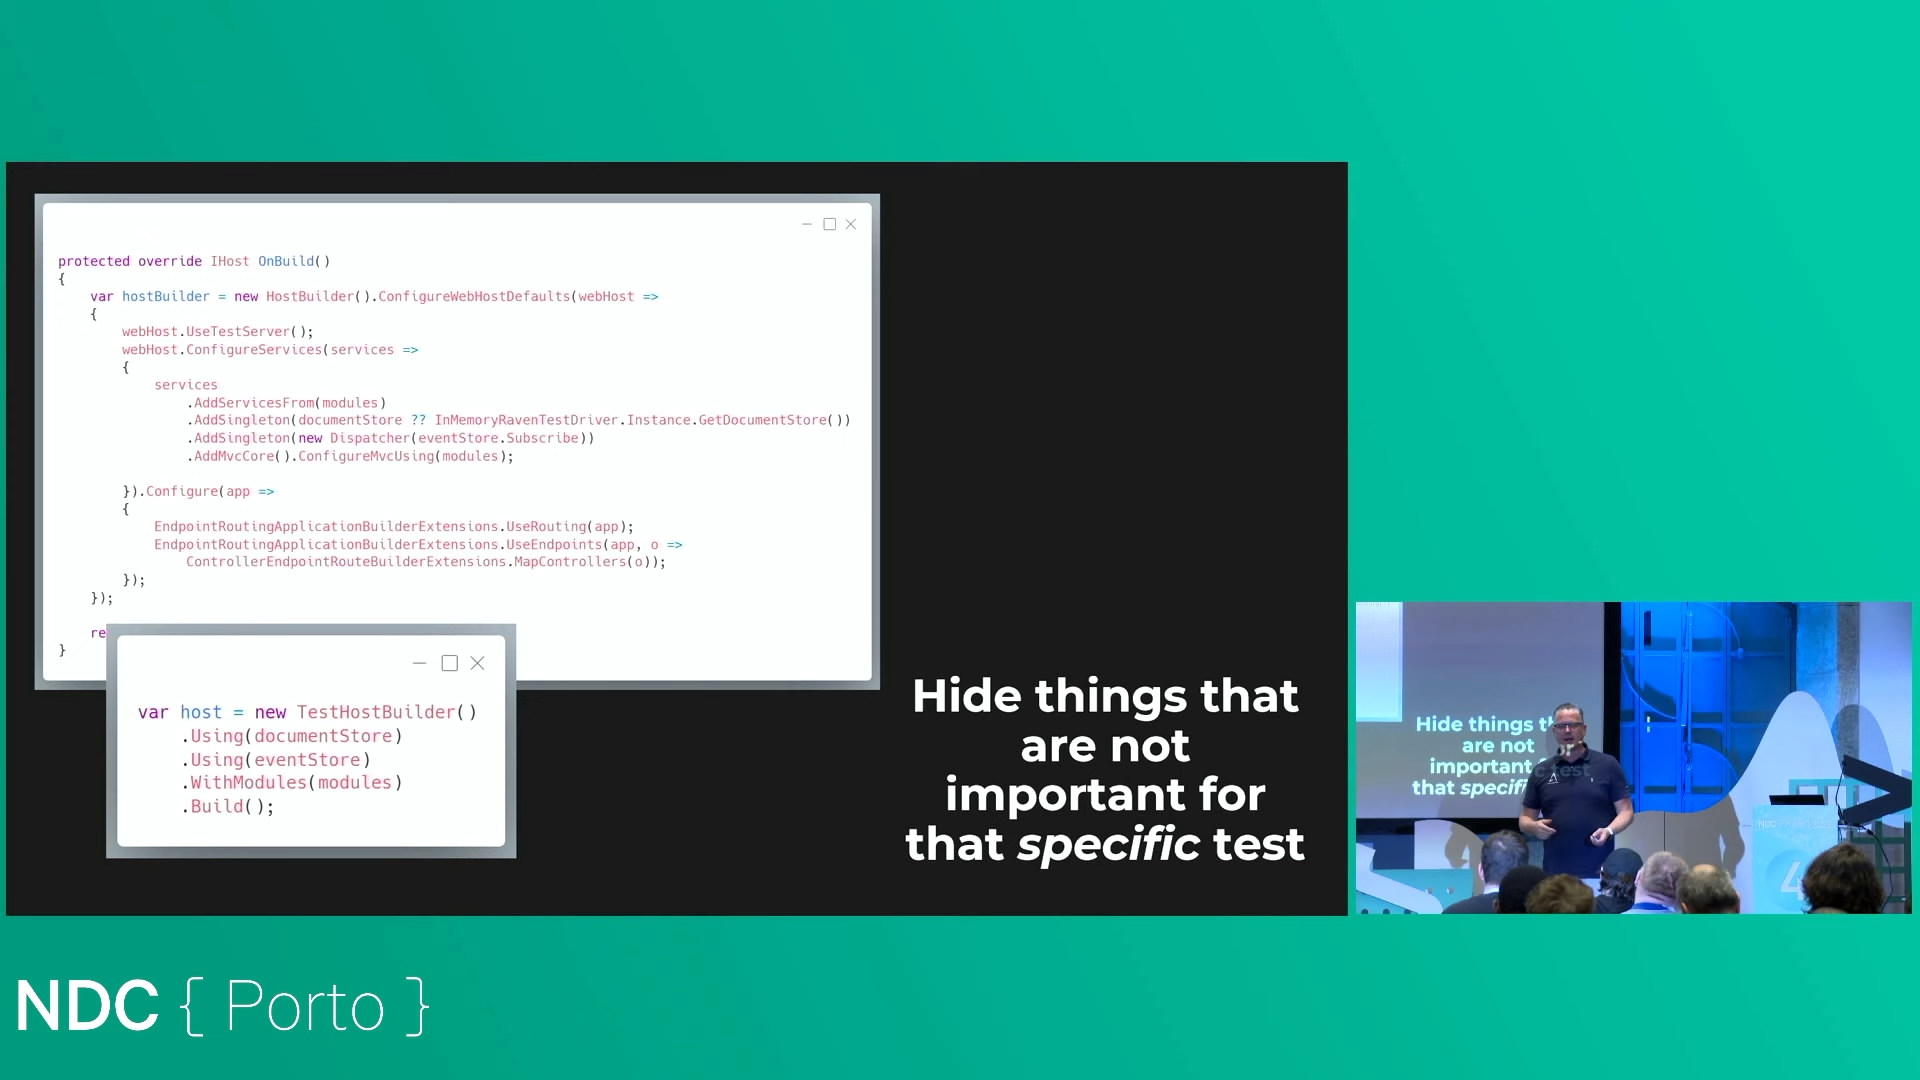 protected override IHost OnBuild()
{
    var hostBuilder = new HostBuilder().ConfigureWebHostDefaults(webHost =>
    {
        webHost.UseTestServer();
        webHost.ConfigureServices(services =>
        {
            services
                .AddServicesFrom(modules)
                .AddSingleton(documentStore ?? InMemoryRavenTestDriver.Instance.GetDocumentStore())
                .AddSingleton(new Dispatcher(eventStore.Subscribe))
                .AddMvcCore().ConfigureMvcUsing(modules);
        }).Configure(app =>
        {
            EndpointRoutingApplicationBuilderExtensions.UseRouting(app);
            EndpointRoutingApplicationBuilderExtensions.UseEndpoints(app, o =>
                ControllerEndpointRouteBuilderExtensions.MapControllers(o));
        });
    });
    re
}
var host = new TestHostBuilder()
    .Using(documentStore)
    .Using(eventStore)
    .WithModules(modules)
    .Build();
Hide things that
are not
important for
that specific test
Hide things th
are not
important
that specifi
NDC { Porto }